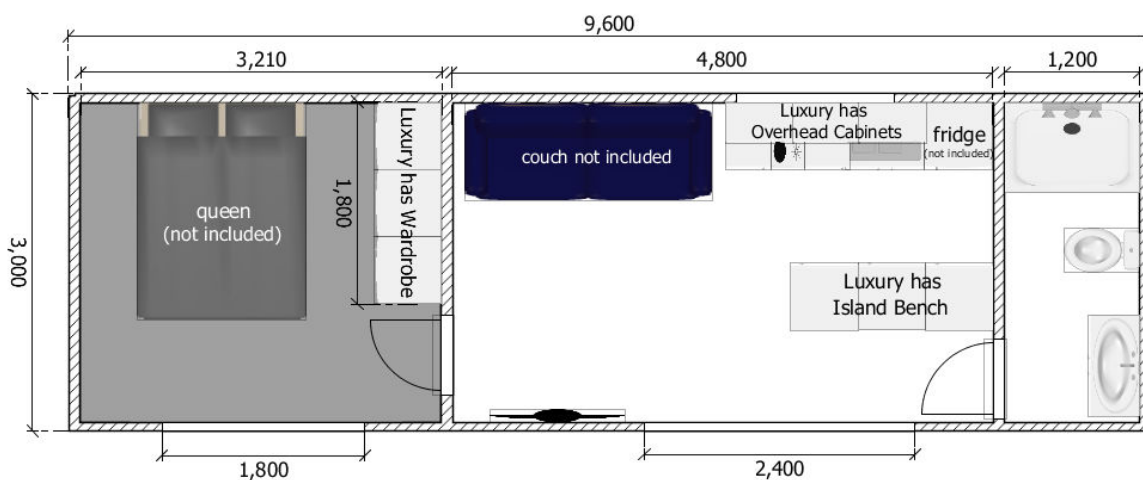 9,600
3,210
4,800
1,200
3,000
queen
(not included)
1,800
Luxury has Wardrobe
couch not included
Luxury has
Overhead Cabinets
fridge
(not included)
Luxury has
Island Bench
1,800
2,400